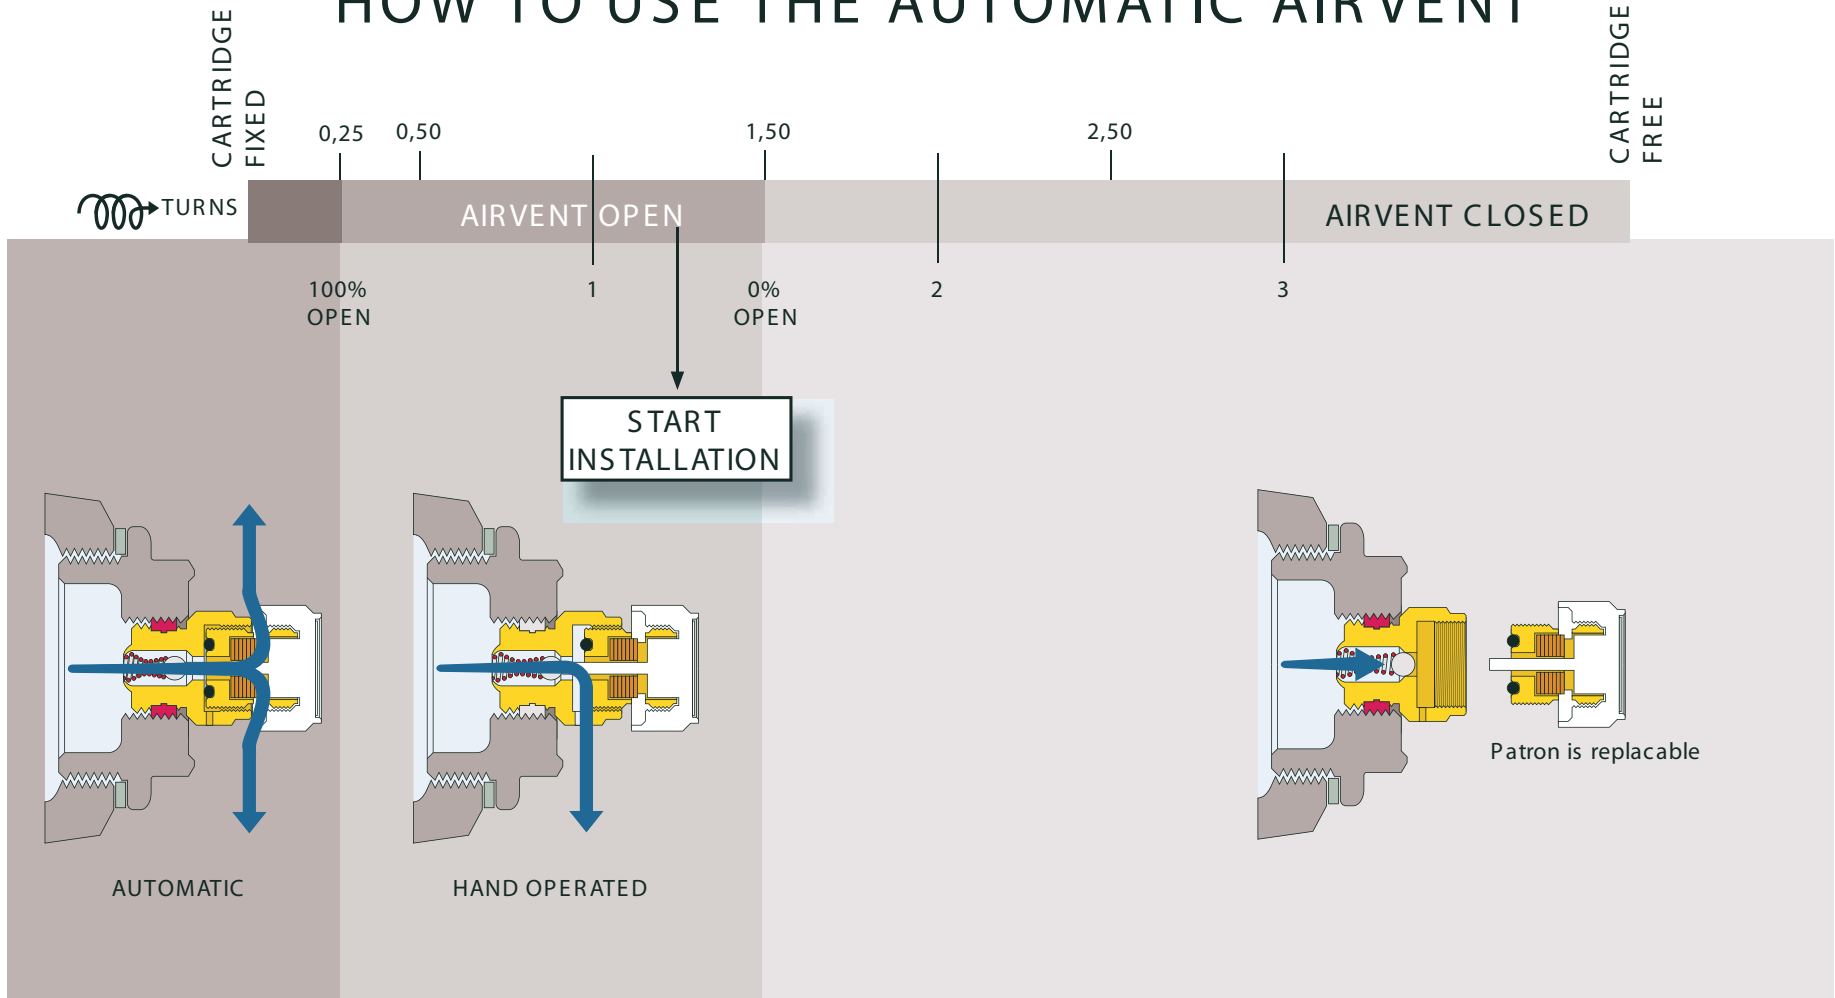 HOW TO USE THE AUTOMATIC AIRVENT
CARTRIDGE
FIXED
CARTRIDGE
FREE
0,25
0,50
1,50
2,50
TURNS
AIRVENT OPEN
AIRVENT CLOSED
100%
OPEN
1
0%
OPEN
2
3
START
INSTALLATION
Patron is replacable
AUTOMATIC
HAND OPERATED